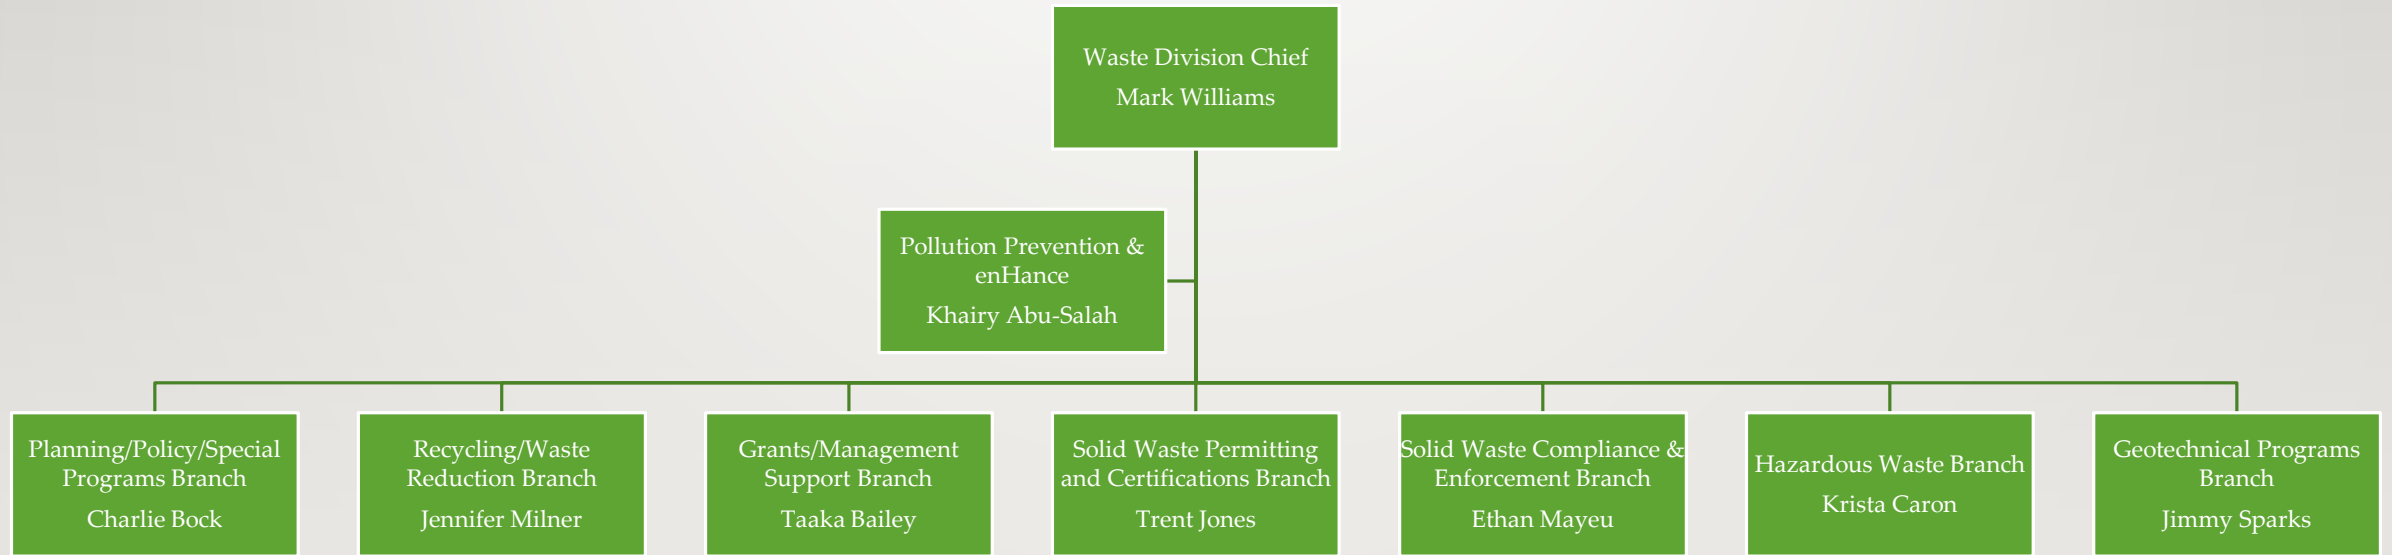 Waste Division Chief
Mark Williams
Pollution Prevention &
enHance
Khairy Abu-Salah
Planning/Policy/Special
Programs Branch
Charlie Bock
Recycling/Waste
Reduction Branch
Jennifer Milner
Grants/Management
Support Branch
Taaka Bailey
Solid Waste Permitting
and Certifications Branch
Trent Jones
Solid Waste Compliance &
Enforcement Branch
Ethan Mayeu
Hazardous Waste Branch
Krista Caron
Geotechnical Programs
Branch
Jimmy Sparks